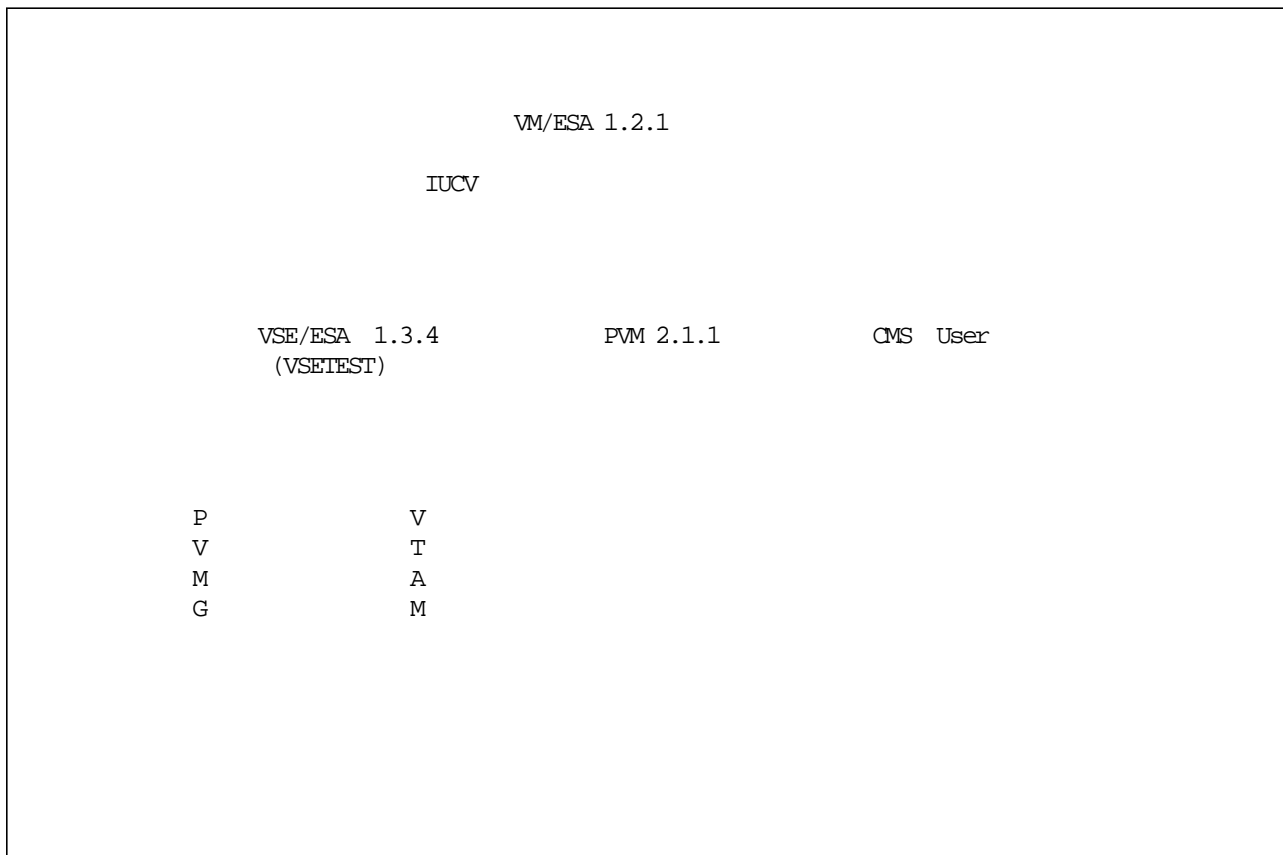 VM/ESA 1.2.1
IUCV
VSE/ESA 1.3.4 PVM 2.1.1 CMS User
(VSETEST)
P V
V T
M A
G M